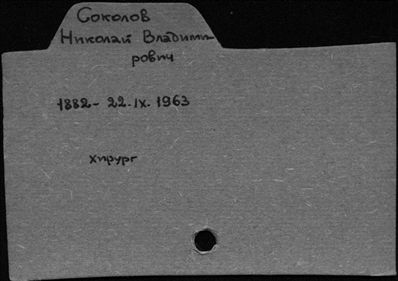 Соколов
Николай Владими-
рович
1882 - 22.IX.1963
хирург